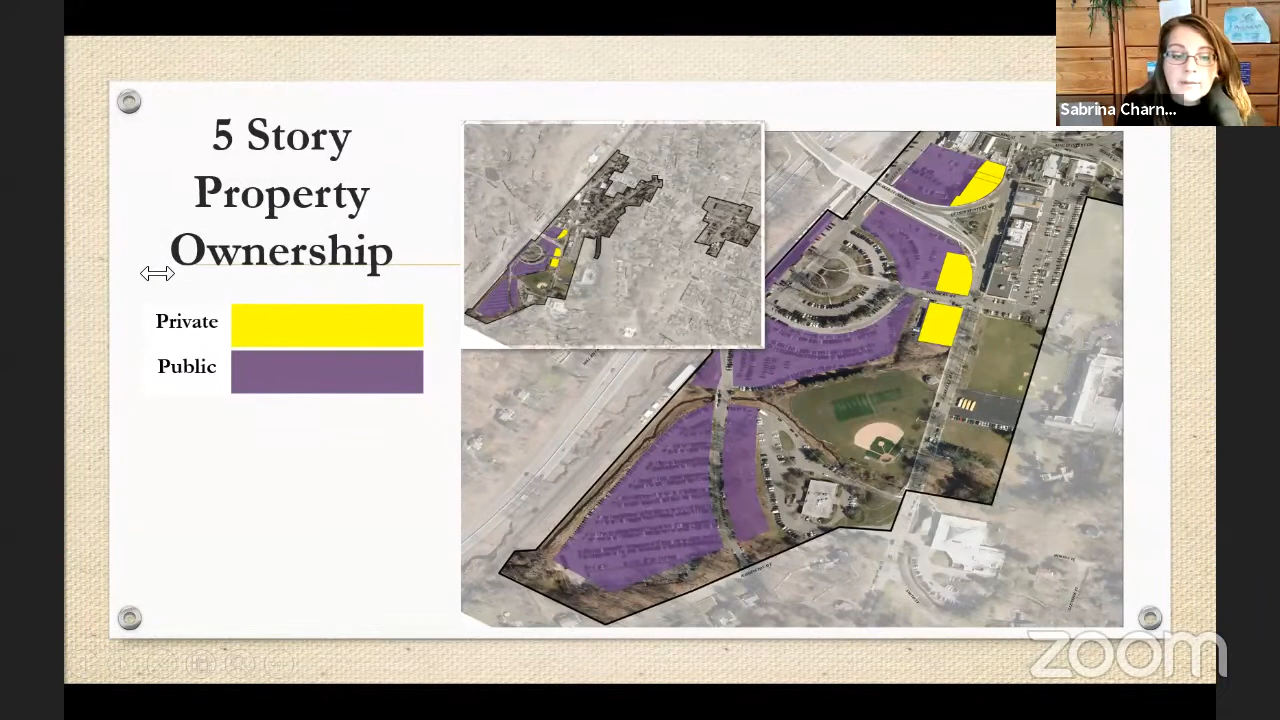 5 Story
Property
Ownership
Private
Public
Sabrina Charn...
zoom